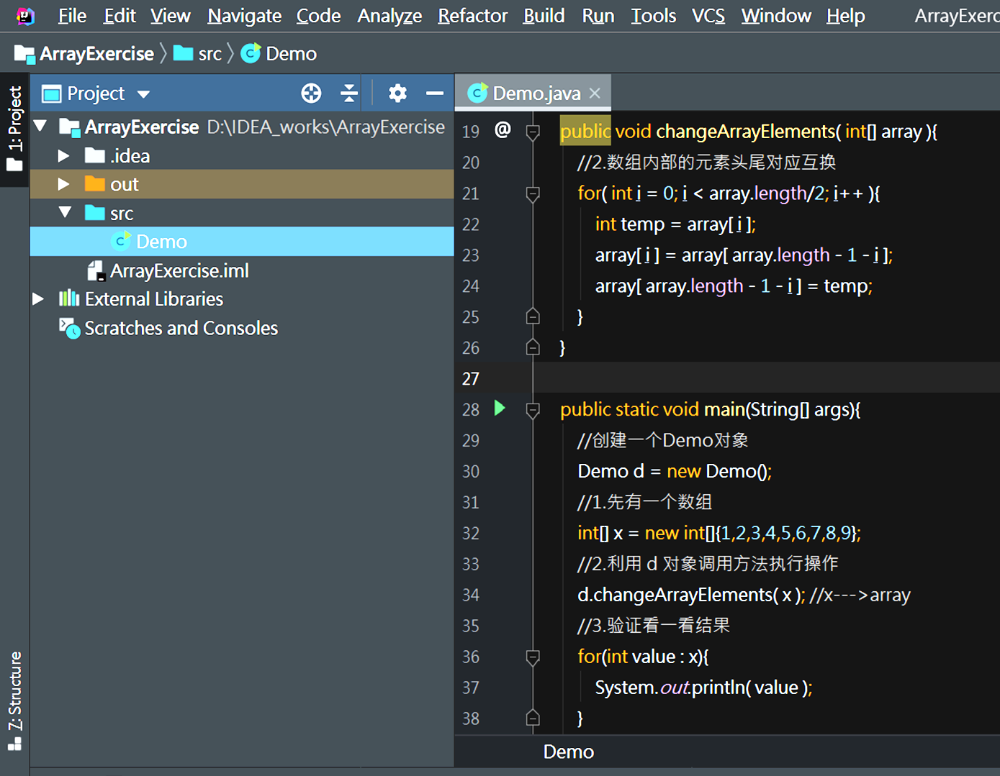 File Edit View Navigate Code Analyze Refactor Build Run Tools VCS Window Help ArrayExerc
ArrayExercise src Demo
1: Project
Z: Structure
Project
ArrayExercise D:\IDEA_works\ArrayExercise
.idea
out
src
Demo
ArrayExercise.iml
External Libraries
Scratches and Consoles
Demo.java
19 @ public void changeArrayElements( int[] array ){
20 //2.数组内部的元素头尾对应互换
21 for( int i = 0; i < array.length/2; i++ ){
22 int temp = array[ i ];
23 array[ i ] = array[ array.length - 1 - i ];
24 array[ array.length - 1 - i ] = temp;
25 }
26 }
27
28 public static void main(String[] args){
29 //创建一个Demo对象
30 Demo d = new Demo();
31 //1.先有一个数组
32 int[] x = new int[]{1,2,3,4,5,6,7,8,9};
33 //2.利用 d 对象调用方法执行操作
34 d.changeArrayElements( x ); //x--->array
35 //3.验证看一看结果
36 for(int value : x){
37 System.out.println( value );
38 }
Demo